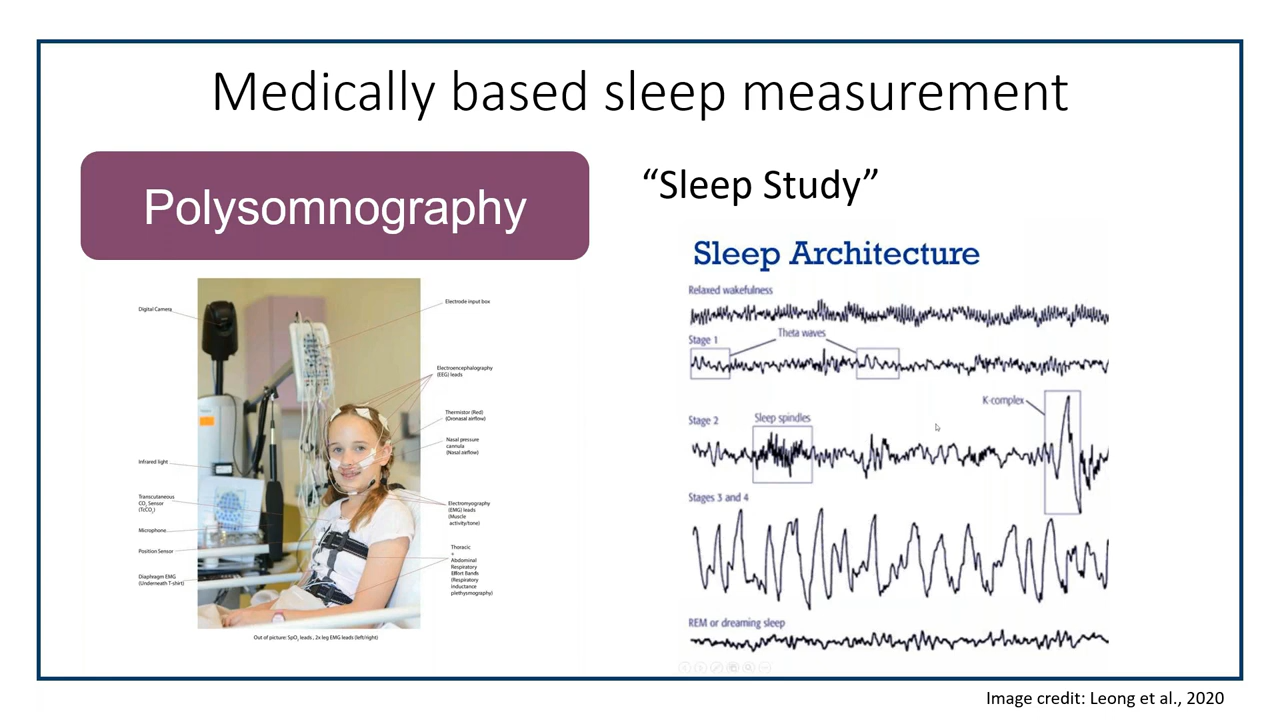 Medically based sleep measurement
Polysomnography
“Sleep Study”
Digital Camera
Infrared light
Transcutaneous
CO2 Sensor
(TcCO2)
Microphone
Position Sensor
Diaphragm EMG
(Underneath T-shirt)
Electrode input box
Electroencephalography
(EEG) leads
Thermistor (Red)
(Oronasal airflow)
Nasal pressure
cannula
(Nasal airflow)
Electromyography
(EMG) leads
(Muscle
activity/tone)
Thoracic
+
Abdominal
Respiratory
Effort Bands
(Respiratory
inductance
plethysmography)
Out of picture: SpO2 leads , 2x leg EMG leads (left/right)
Sleep Architecture
Relaxed wakefulness
Stage 1
Theta waves
Stage 2
Sleep spindles
K-complex
Stages 3 and 4
REM or dreaming sleep
Image credit: Leong et al., 2020